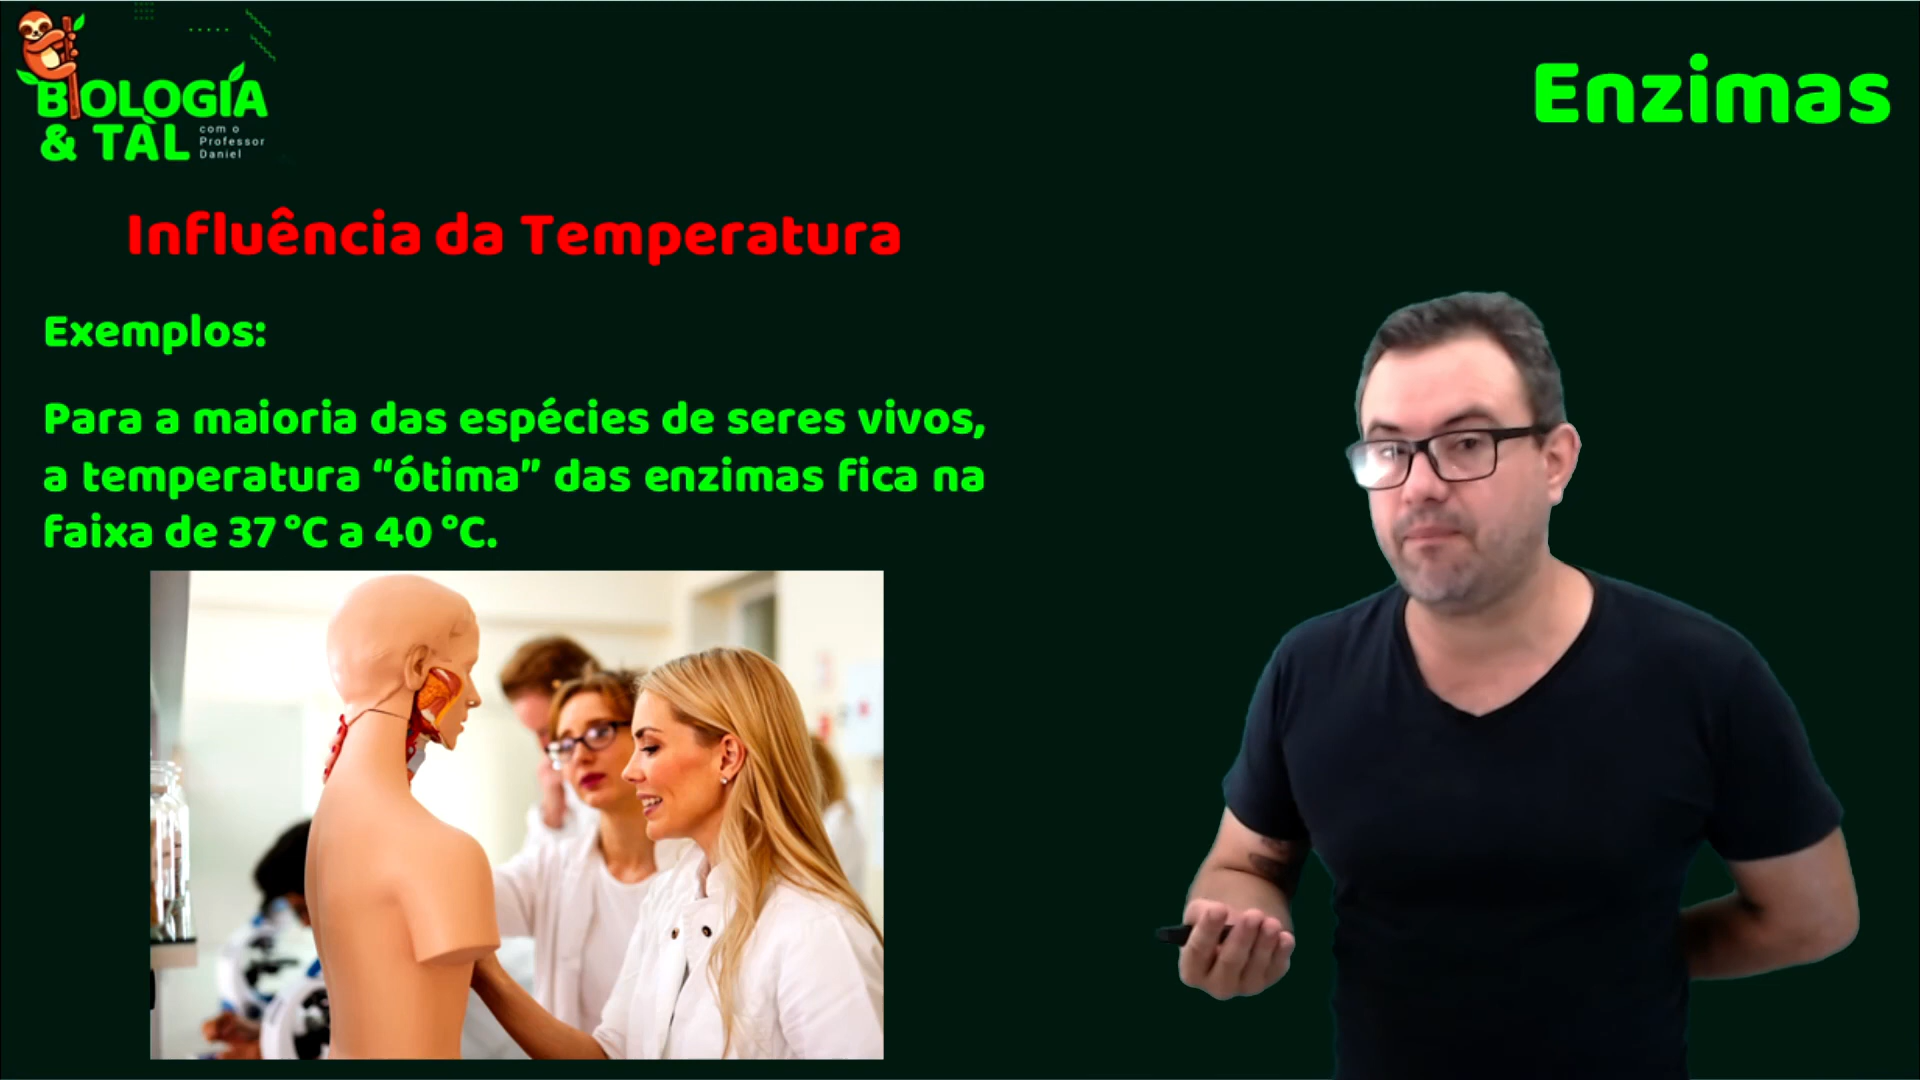 BIOLOGIA
& TAL
com o
Professor
Daniel
Enzimas
Influência da Temperatura
Exemplos:
Para a maioria das espécies de seres vivos,
a temperatura “ótima” das enzimas fica na
faixa de 37 °C a 40 °C.